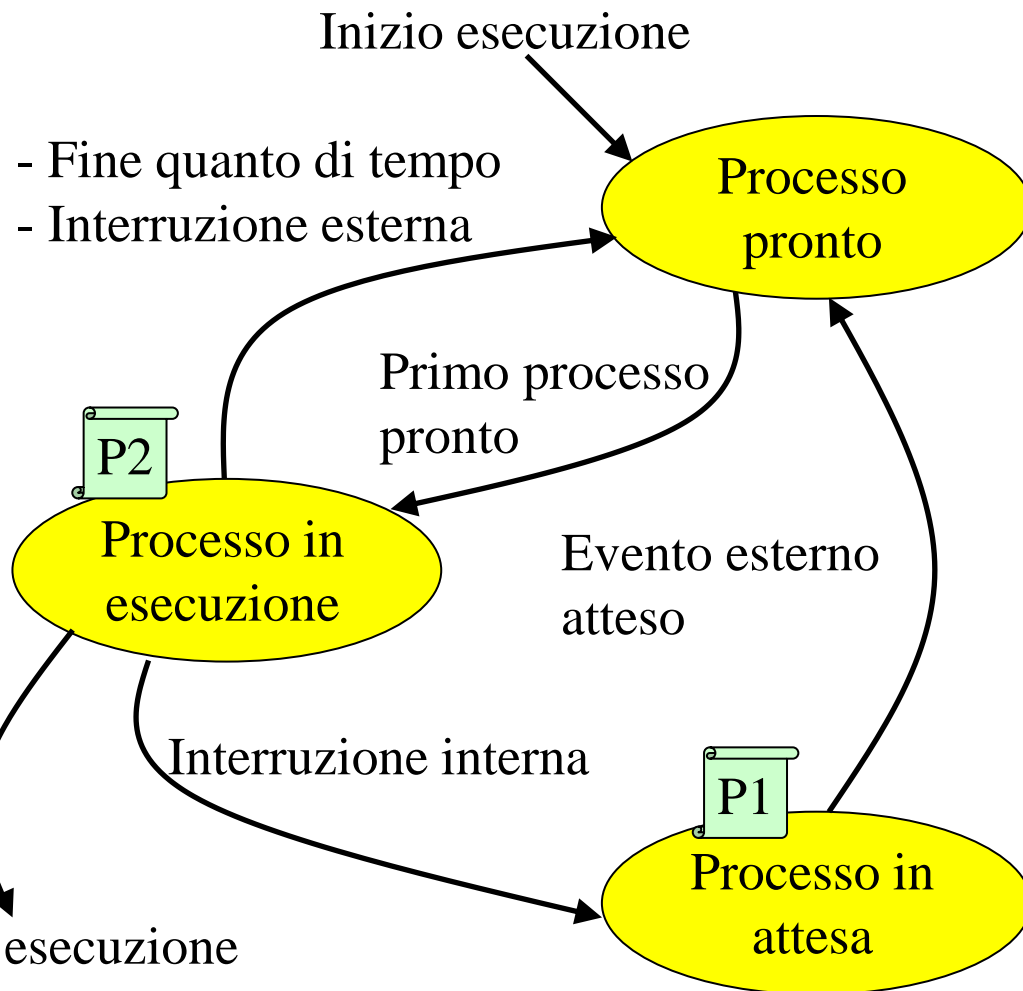 Inizio esecuzione
- Fine quanto di tempo
- Interruzione esterna
Processo
pronto
Primo processo
pronto
P2
Processo in
esecuzione
Evento esterno
atteso
Interruzione interna
P1
Processo in
attesa
esecuzione